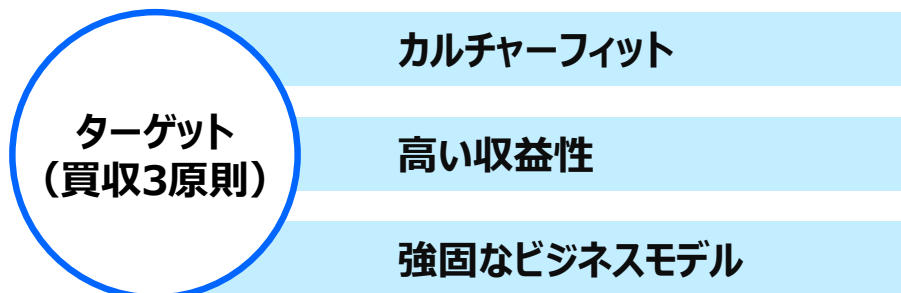 ターゲット
（買収3原則）
カルチャーフィット
高い収益性
強固なビジネスモデル